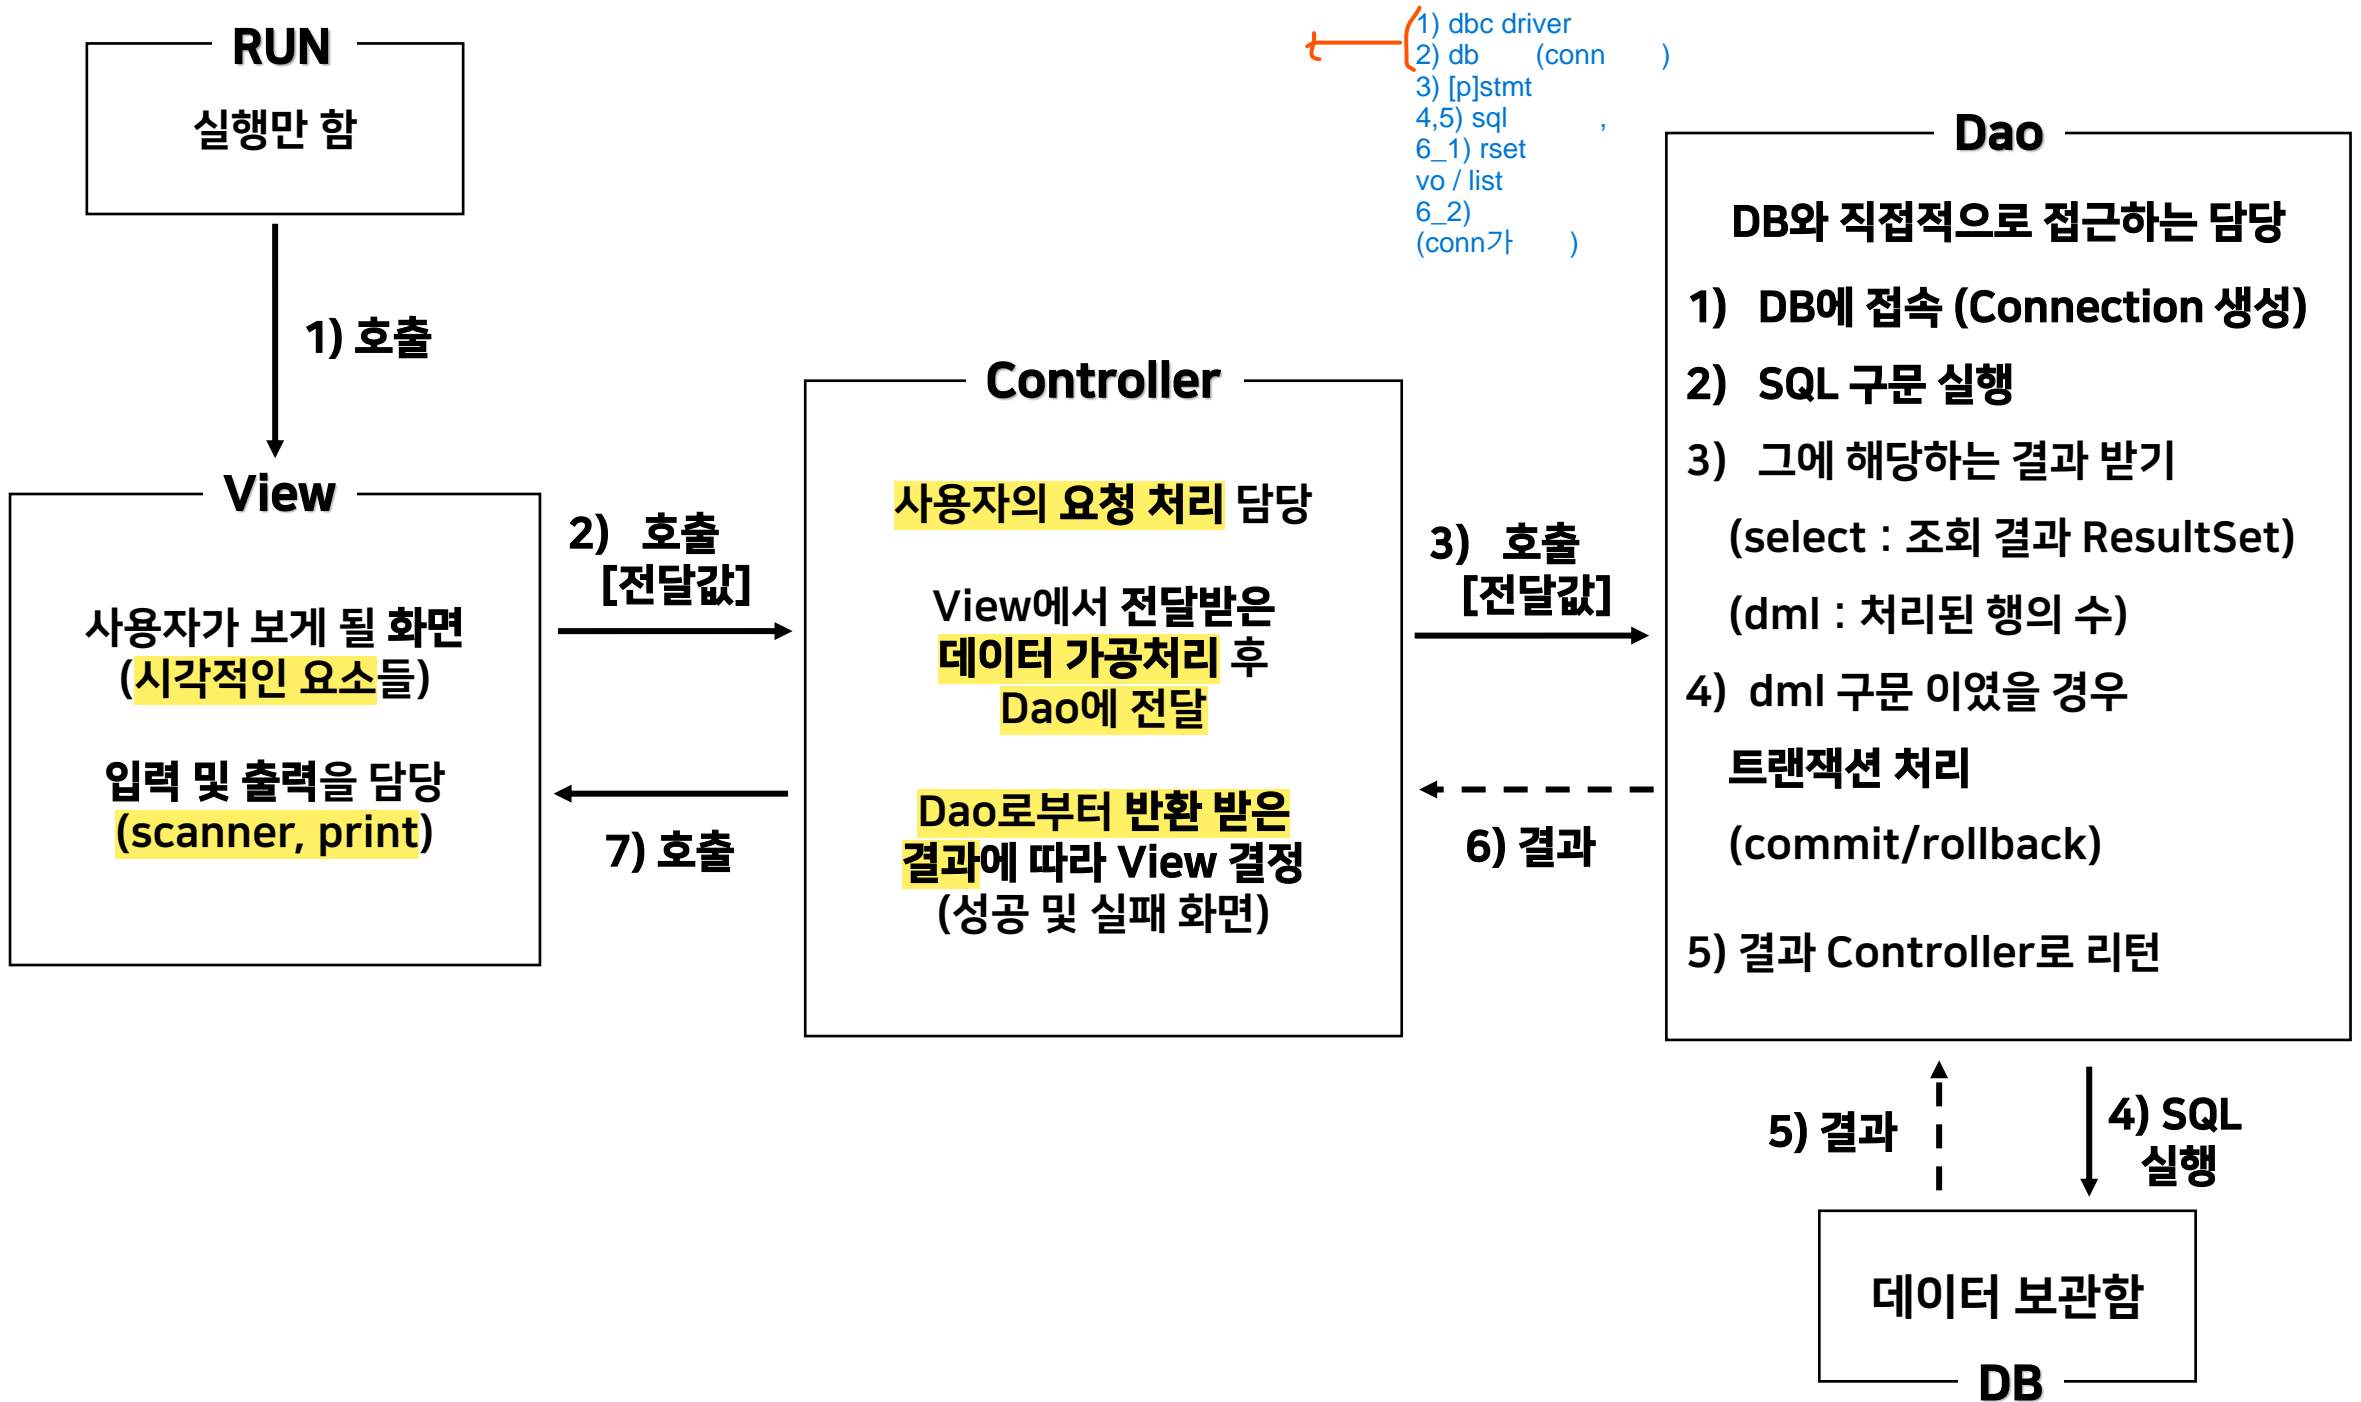 RUN
실행만 함
1) 호출
View
사용자가 보게 될 화면
(시각적인 요소들)
입력 및 출력을 담당
(scanner, print)
2) 호출
[전달값]
7) 호출
Controller
사용자의 요청 처리 담당
View에서 전달받은
데이터 가공처리 후
Dao에 전달
Dao로부터 반환 받은
결과에 따라 View 결정
(성공 및 실패 화면)
3) 호출
[전달값]
6) 결과
1) dbc driver
2) db (conn )
3) [p]stmt
4,5) sql ,
6_1) rset
vo / list
6_2)
(conn가 )
Dao
DB와 직접적으로 접근하는 담당
1) DB에 접속 (Connection 생성)
2) SQL 구문 실행
3) 그에 해당하는 결과 받기
(select : 조회 결과 ResultSet)
(dml : 처리된 행의 수)
4) dml 구문 이였을 경우
트랜잭션 처리
(commit/rollback)
5) 결과 Controller로 리턴
5) 결과
4) SQL
실행
데이터 보관함
DB